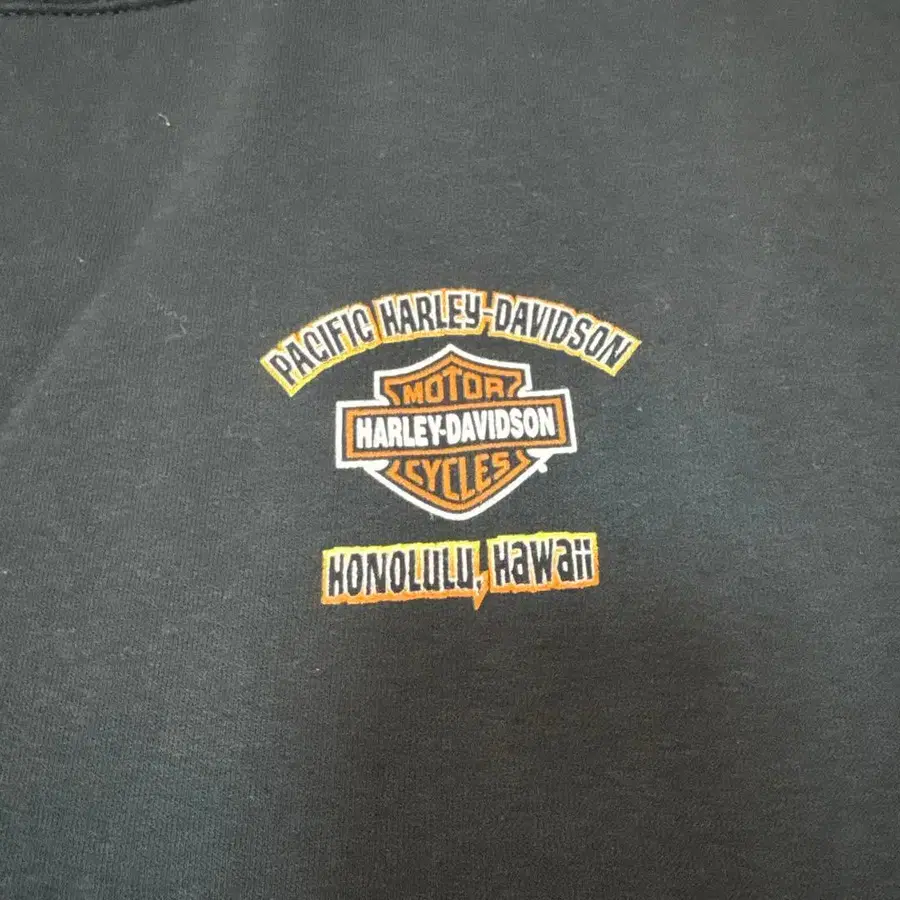 PACIFIC HARLEY-DAVIDSON
MOTOR
HARLEY-DAVIDSON
CYCLES
HONOLULU, HaWaii